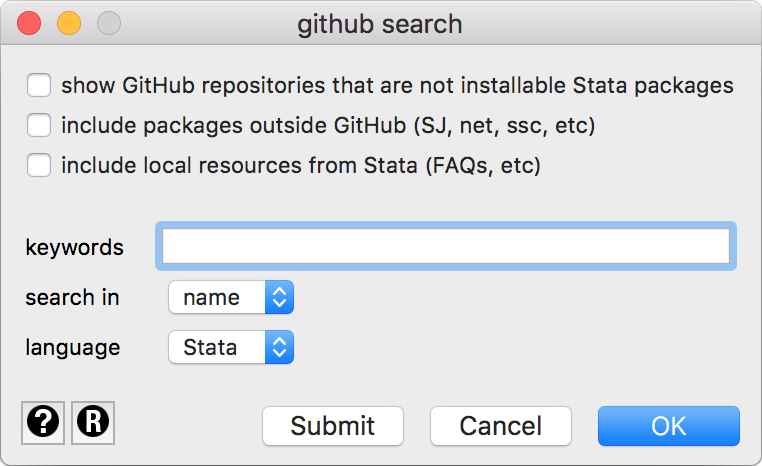 github search
show GitHub repositories that are not installable Stata packages
include packages outside GitHub (SJ, net, ssc, etc)
include local resources from Stata (FAQs, etc)
keywords
search in name
language Stata
? R Submit Cancel OK